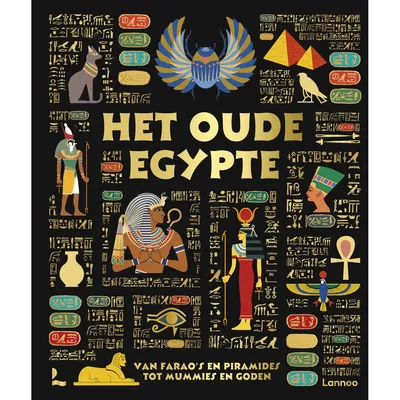 HET OUDE
EGYPTE
VAN FARAO'S EN PIRAMIDES
TOT MUMMIES EN GODEN
Lannoo